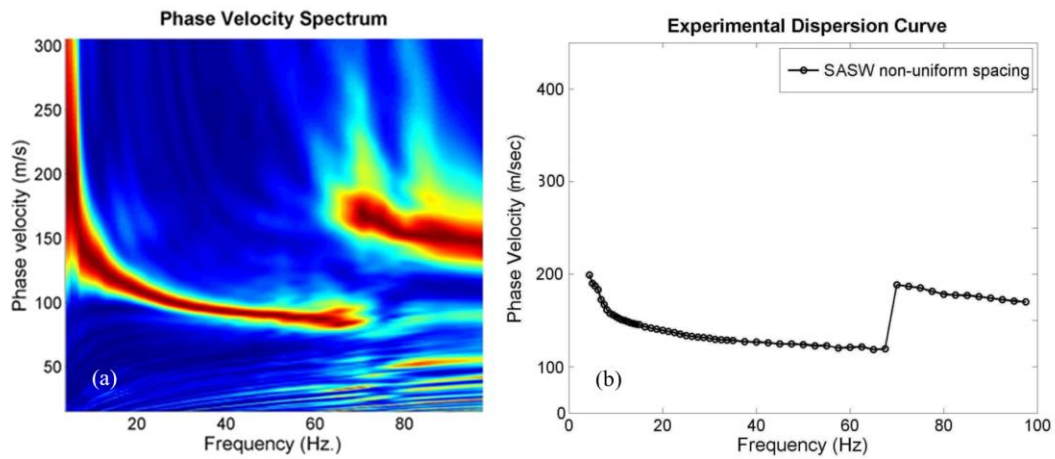 Phase Velocity Spectrum
Phase velocity (m/s)
300
250
200
150
100
50
(a)
20
40
60
80
Frequency (Hz.)
Experimental Dispersion Curve
SASW non-uniform spacing
Phase Velocity (m/sec)
400
300
200
100
0
(b)
0
20
40
60
80
100
Frequency (Hz)